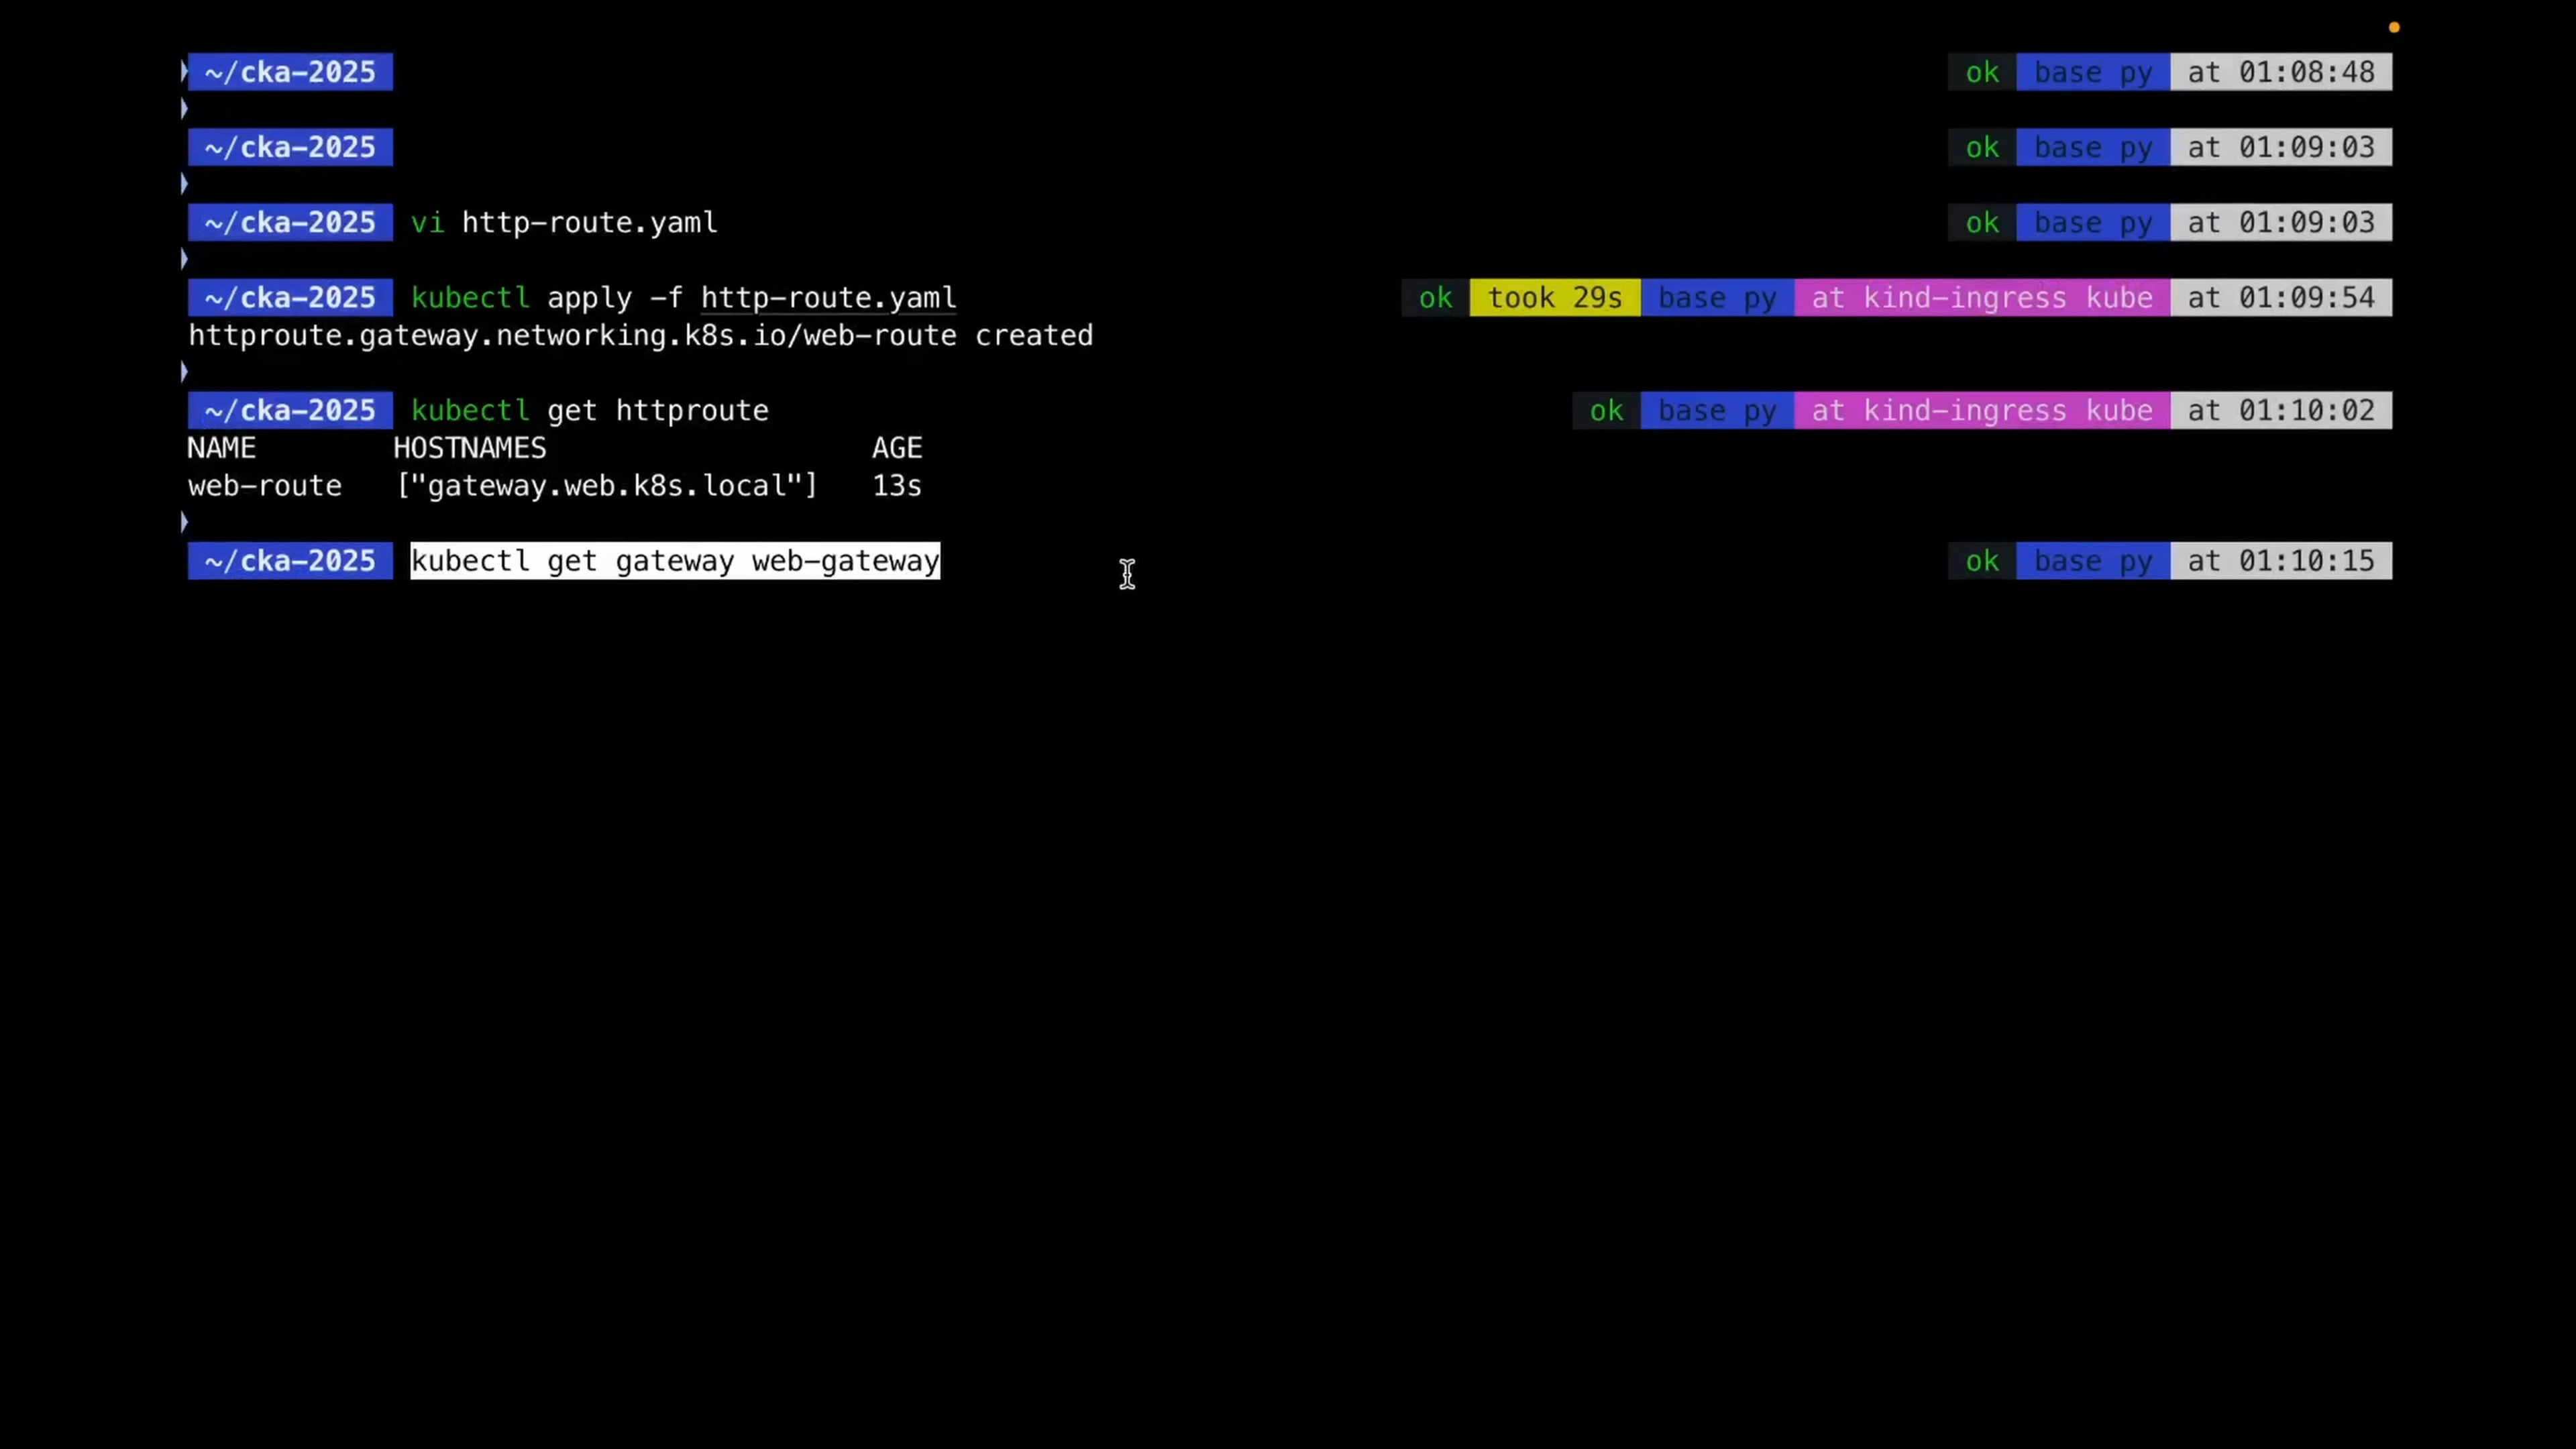 ~/cka-2025 ok base py at 01:08:48
~/cka-2025 ok base py at 01:09:03
~/cka-2025 vi http-route.yaml ok base py at 01:09:03
~/cka-2025 kubectl apply -f http-route.yaml ok took 29s base py at kind-ingress kube at 01:09:54
httproute.gateway.networking.k8s.io/web-route created
~/cka-2025 kubectl get httproute ok base py at kind-ingress kube at 01:10:02
NAME HOSTNAMES AGE
web-route ["gateway.web.k8s.local"] 13s
~/cka-2025 kubectl get gateway web-gateway ok base py at 01:10:15